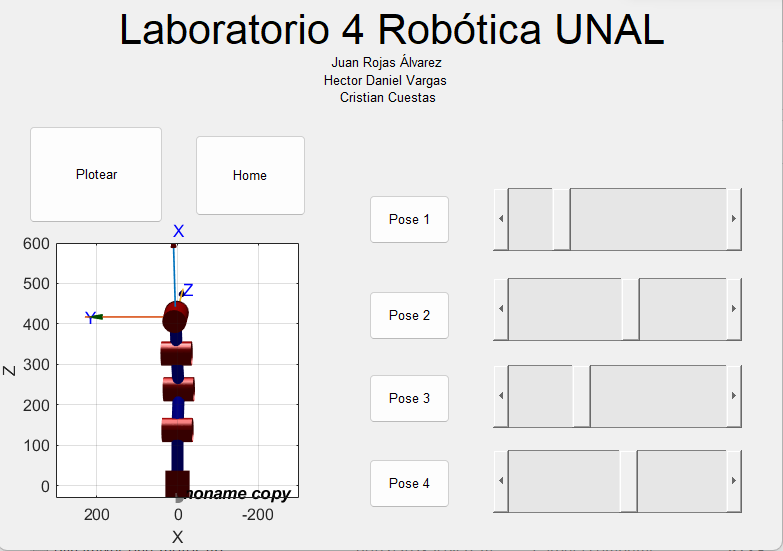 Laboratorio 4 Robótica UNAL
Juan Rojas Álvarez
Hector Daniel Vargas
Cristian Cuestas
Plotear
Home
Pose 1
Pose 2
Pose 3
Pose 4
X
Z
Y
600
500
400
300
200
100
0
Z
noname copy
200 0 -200
X